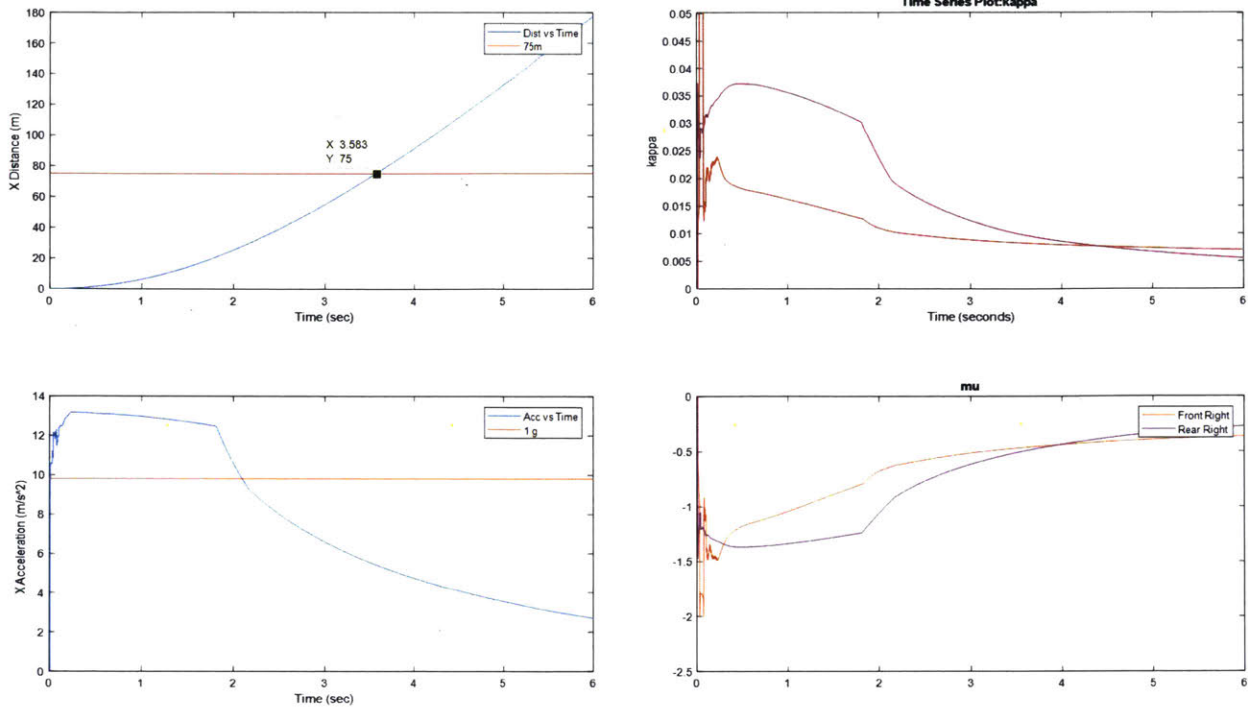 180
160
140
120
100
80
60
40
20
0
X Distance (m)
Dist vs Time
75m
X 3.583
Y 75
0 1 2 3 4 5 6
Time (sec)
Time Series Plot:kappa
0.05
0.045
0.04
0.035
0.03
0.025
0.02
0.015
0.01
0.005
0
kappa
0 1 2 3 4 5 6
Time (seconds)
14
12
10
8
6
4
2
0
X Acceleration (m/s^2)
Acc vs Time
1 g
0 1 2 3 4 5 6
Time (sec)
mu
0
-0.5
-1
-1.5
-2
-2.5
Front Right
Rear Right
0 1 2 3 4 5 6